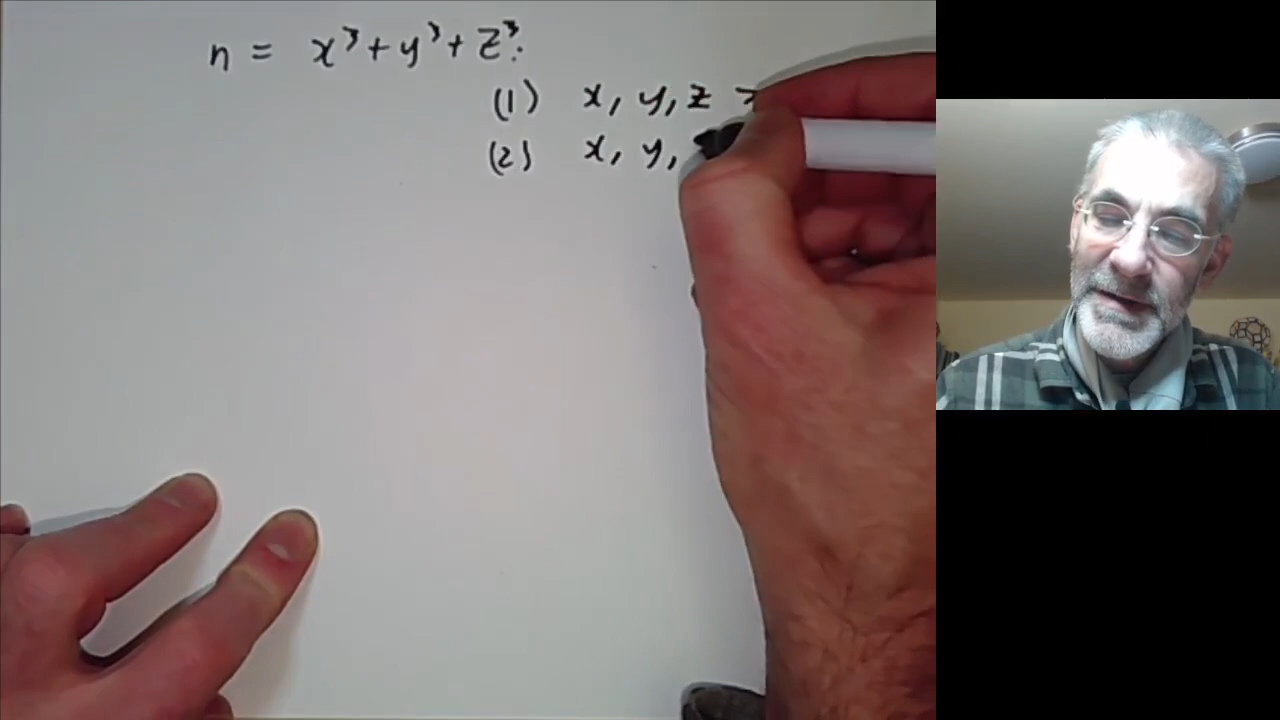 n = x³ + y³ + z³:
(1) x, y, z
(2) x, y,